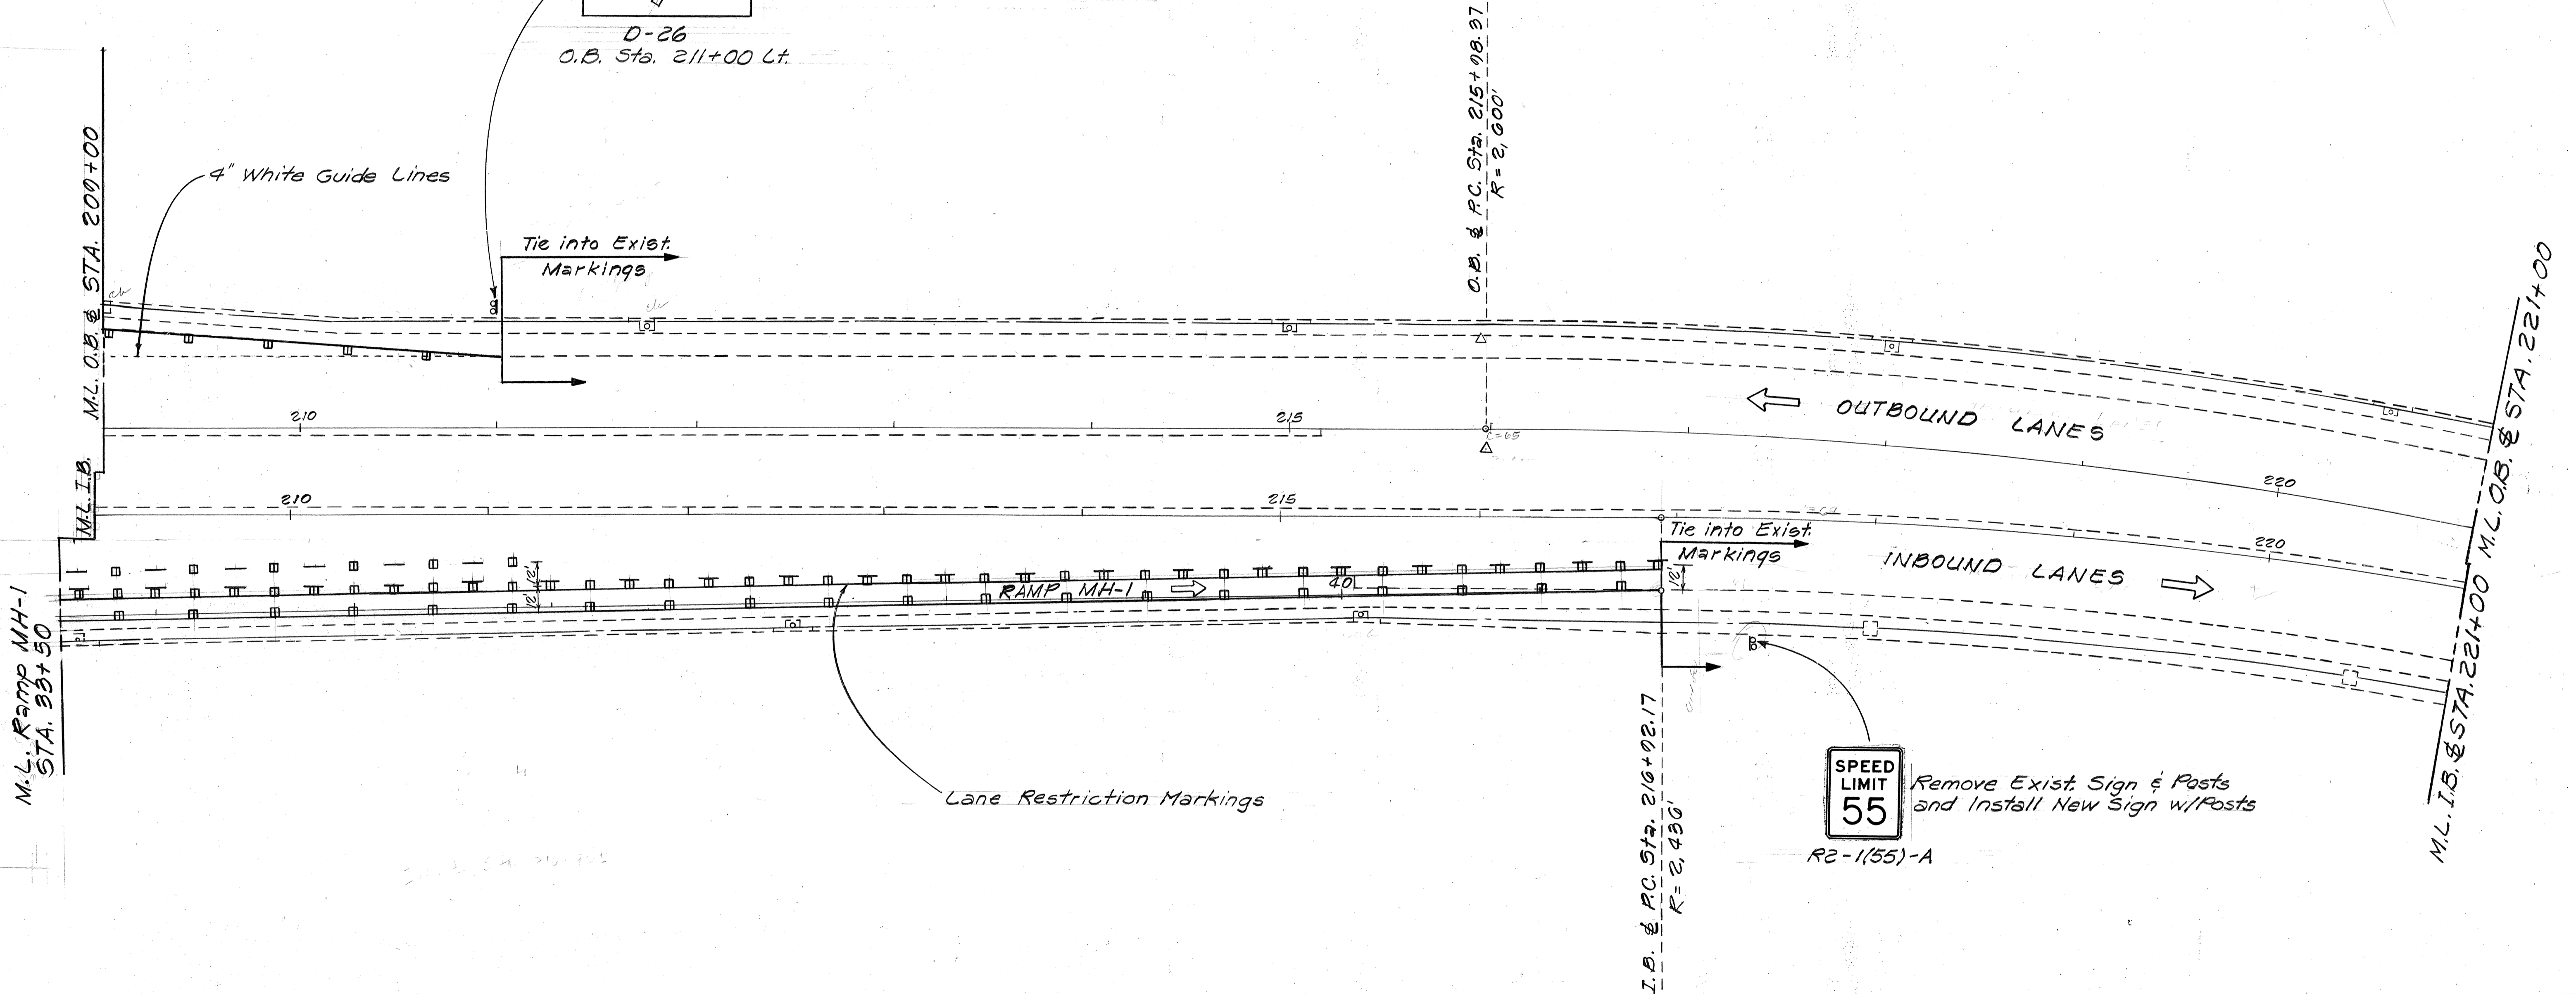 D-26
O.B. Sta. 211+00 Lt.
4" White Guide Lines
M.L. O.B. ℄ STA. 209+00
Tie into Exist.
Markings
O.B. ℄ P.C. Sta. 215+98.37
R=2,600'
210
215
220
OUTBOUND LANES
M.L. O.B. ℄ STA. 221+00
M.L. I.B.
210
215
220
Tie into Exist.
Markings
INBOUND LANES
12'
12'
12'
RAMP MH-1
40
M.L. Ramp MH-1
STA. 33+50
Lane Restriction Markings
I.B. ℄ P.C. Sta. 216+92.17
R=2,430'
SPEED
LIMIT
55
Remove Exist. Sign & Posts
and Install New Sign w/Posts
R2-1(55)-A
M.L. I.B. ℄ STA. 221+00